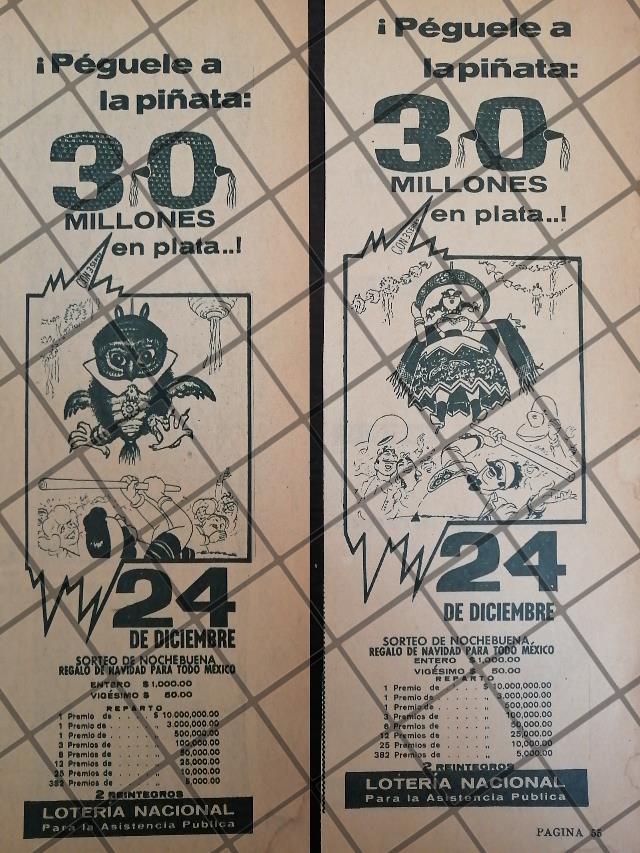 ¡Péguele a
la piñata:
30
MILLONES
en plata..!
24
DE DICIEMBRE
SORTEO DE NOCHEBUENA
REGALO DE NAVIDAD PARA TODO MÉXICO
ENTERO $1,000.00
VIGÉSIMO $ 50.00
REPARTO
1 Premio de . . . . . $ 10,000,000.00
1 Premio de . . . . . " 3,000,000.00
1 Premio de . . . . . " 500,000.00
3 Premios de . . . . . " 100,000.00
8 Premios de . . . . . " 50,000.00
12 Premios de . . . . . " 25,000.00
25 Premios de . . . . . " 10,000.00
382 Premios de . . . . . " 5,000.00
2 REINTEGROS
LOTERÍA NACIONAL
Para la Asistencia Pública
¡Péguele a
la piñata:
30
MILLONES
en plata..!
24
DE DICIEMBRE
SORTEO DE NOCHEBUENA,
REGALO DE NAVIDAD PARA TODO MÉXICO
ENTERO $1,000.00
VIGÉSIMO $ 50.00
REPARTO
1 Premio de . . . . . $ 10,000,000.00
1 Premio de . . . . . " 3,000,000.00
1 Premio de . . . . . " 500,000.00
3 Premios de . . . . . " 100,000.00
8 Premios de . . . . . " 50,000.00
12 Premios de . . . . . " 25,000.00
25 Premios de . . . . . " 10,000.00
382 Premios de . . . . . " 5,000.00
2 REINTEGROS
LOTERÍA NACIONAL
Para la Asistencia Pública
PAGINA 55